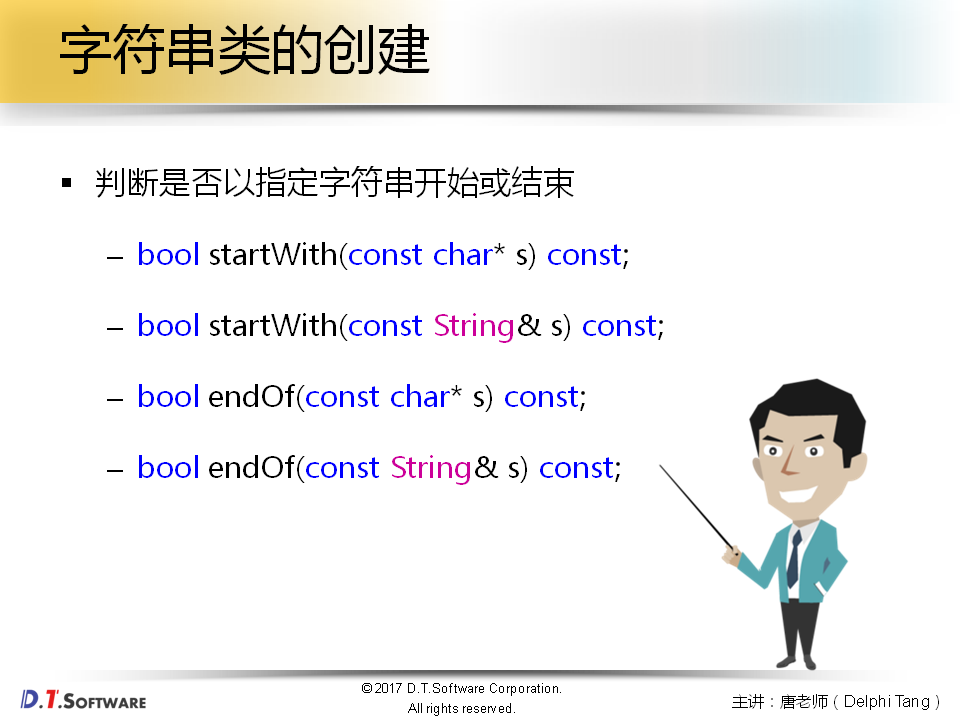 字符串类的创建
▪ 判断是否以指定字符串开始或结束
– bool startWith(const char* s) const;
– bool startWith(const String& s) const;
– bool endOf(const char* s) const;
– bool endOf(const String& s) const;
D.T.SOFTWARE
©2017 D.T.Software Corporation.
All rights reserved.
主讲：唐老师（Delphi Tang）